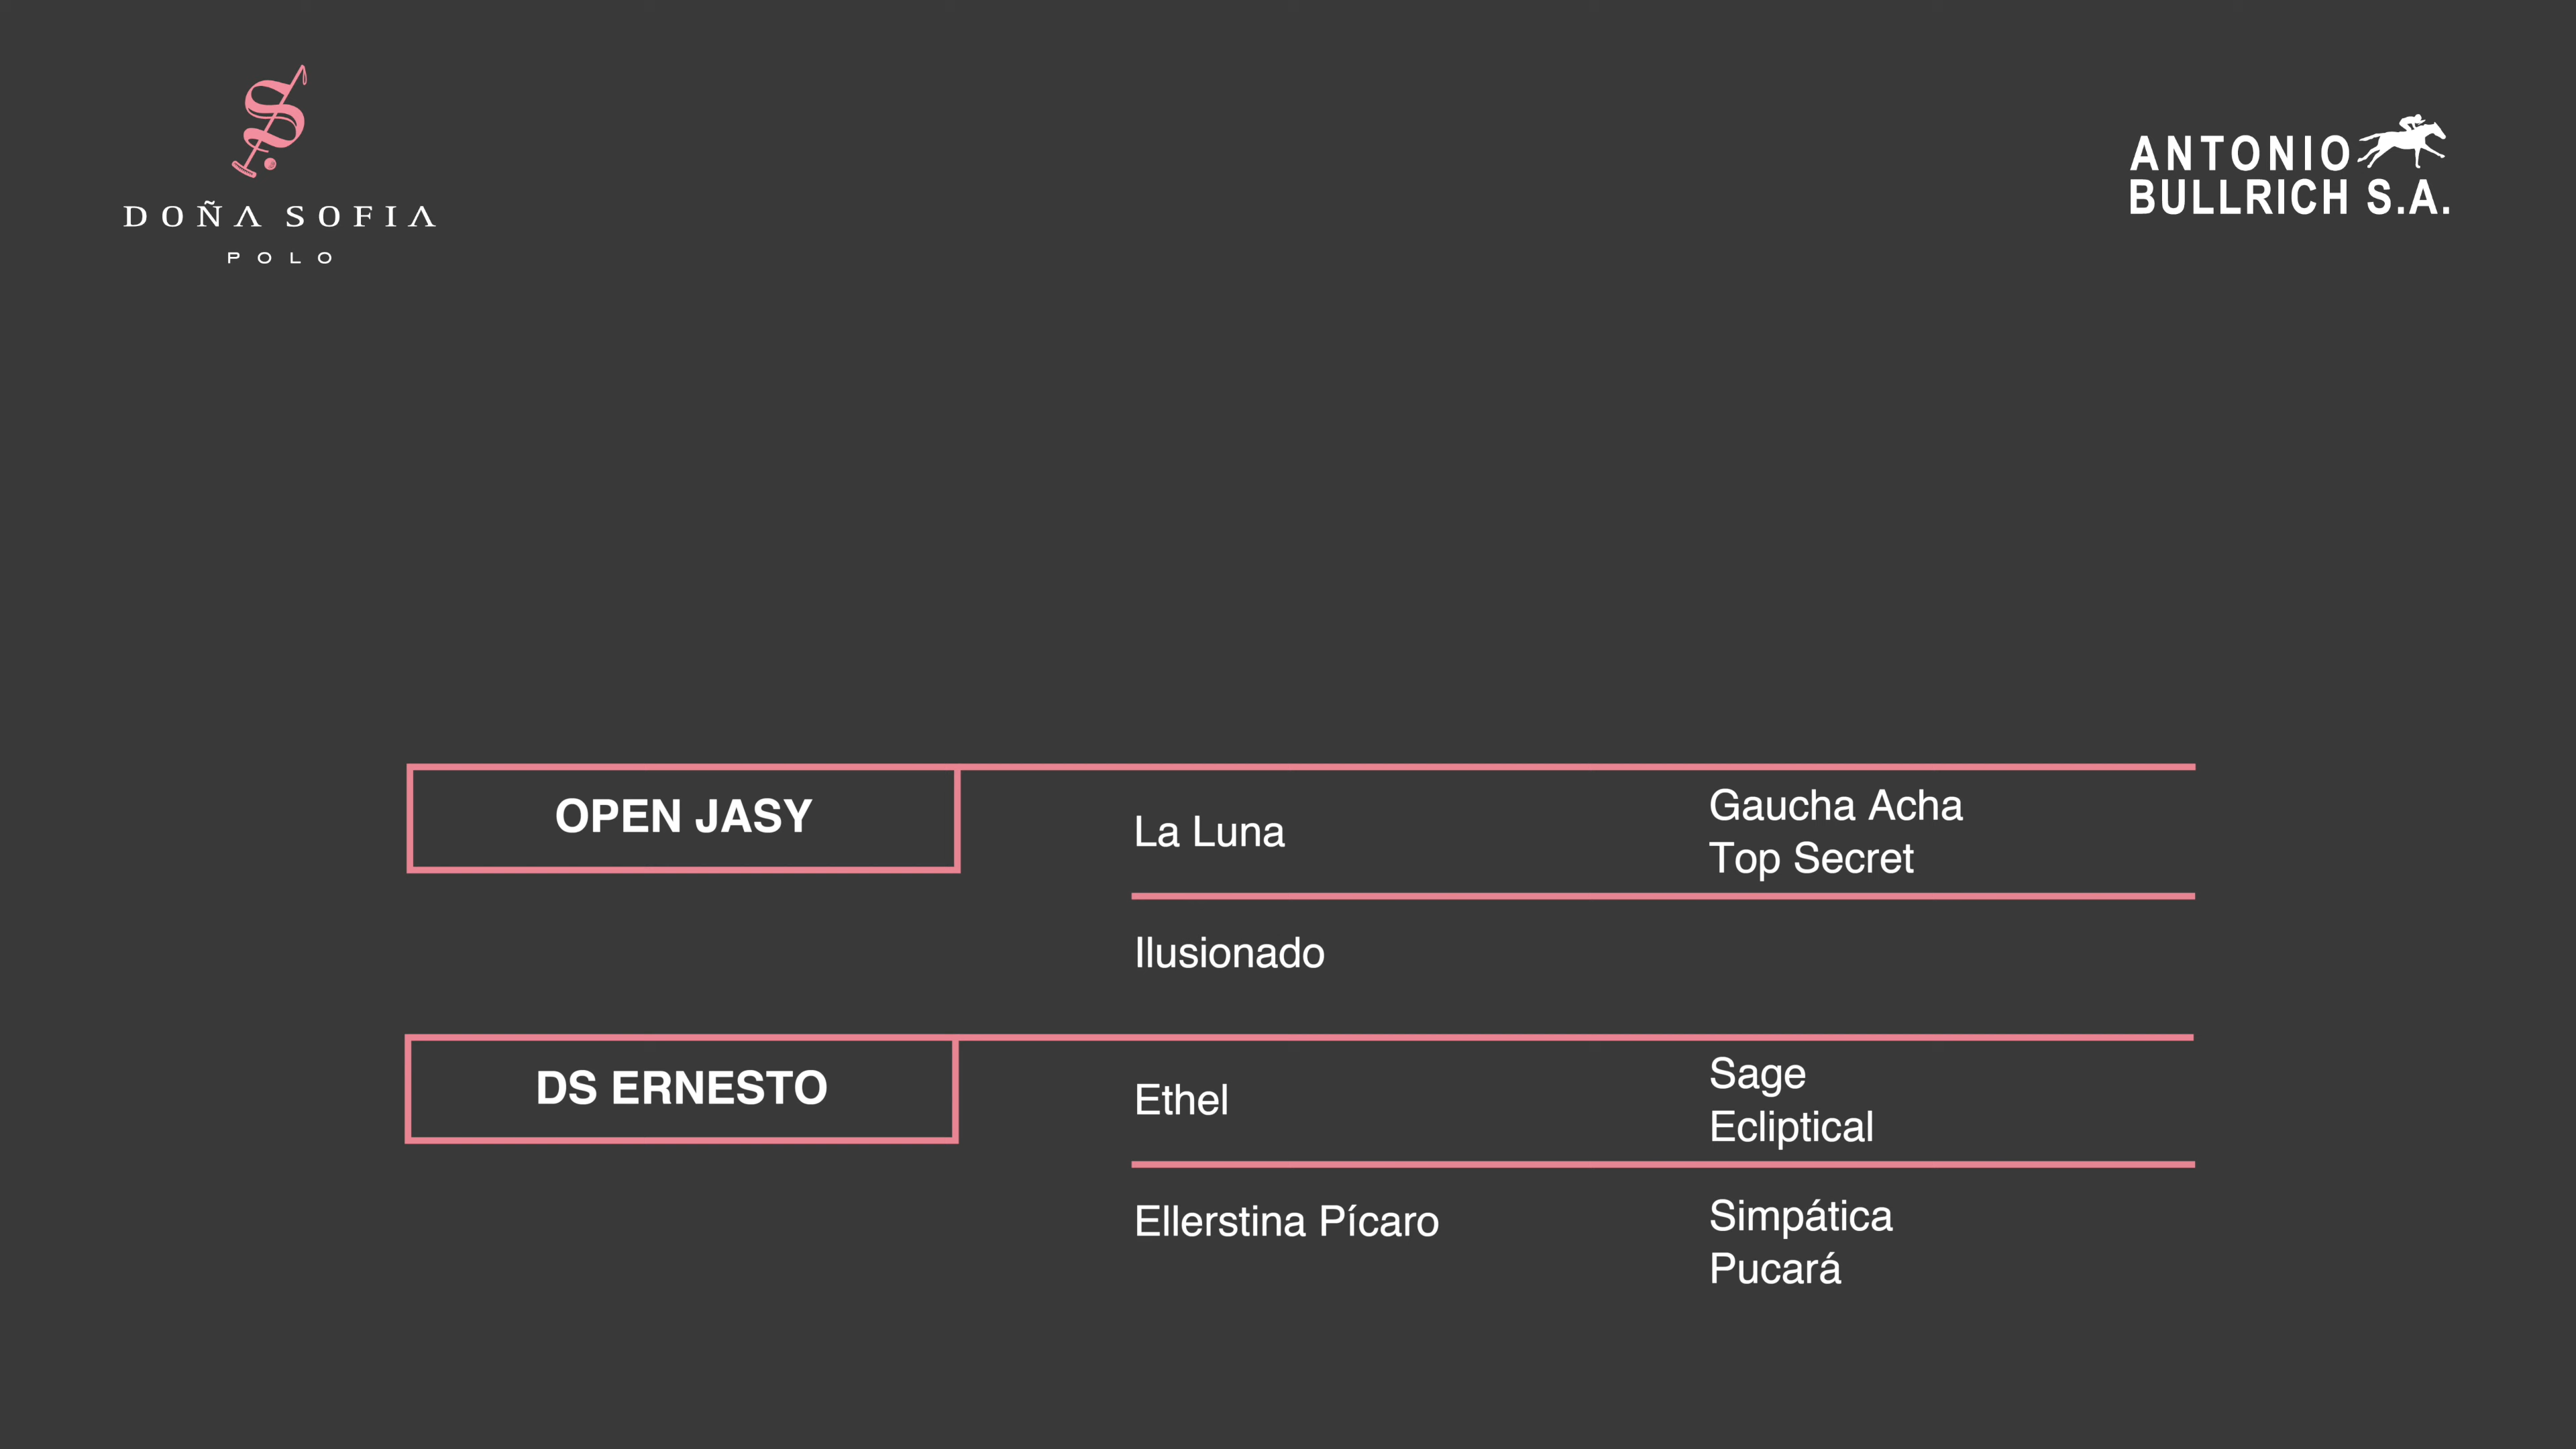 DOÑA SOFIA
POLO
ANTONIO
BULLRICH S.A.
OPEN JASY
La Luna
Gaucha Acha
Top Secret
Ilusionado
DS ERNESTO
Ethel
Sage
Ecliptical
Ellerstina Pícaro
Simpática
Pucará